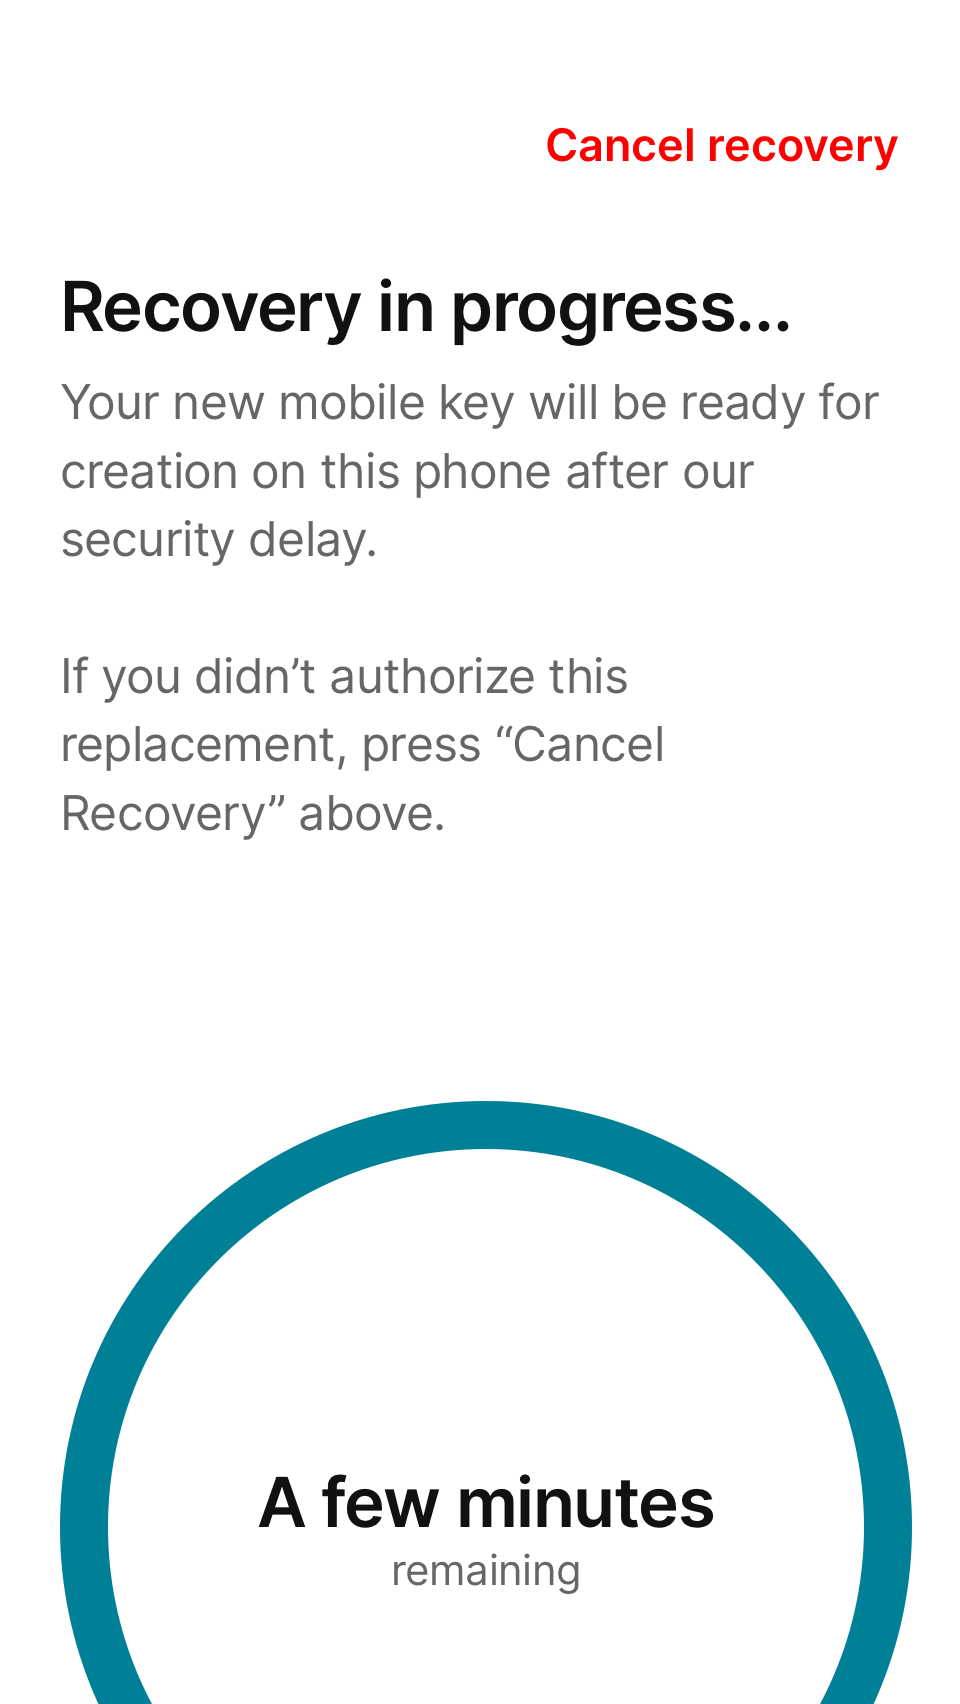 Cancel recovery
Recovery in progress...
Your new mobile key will be ready for
creation on this phone after our
security delay.
If you didn’t authorize this
replacement, press “Cancel
Recovery” above.
A few minutes
remaining